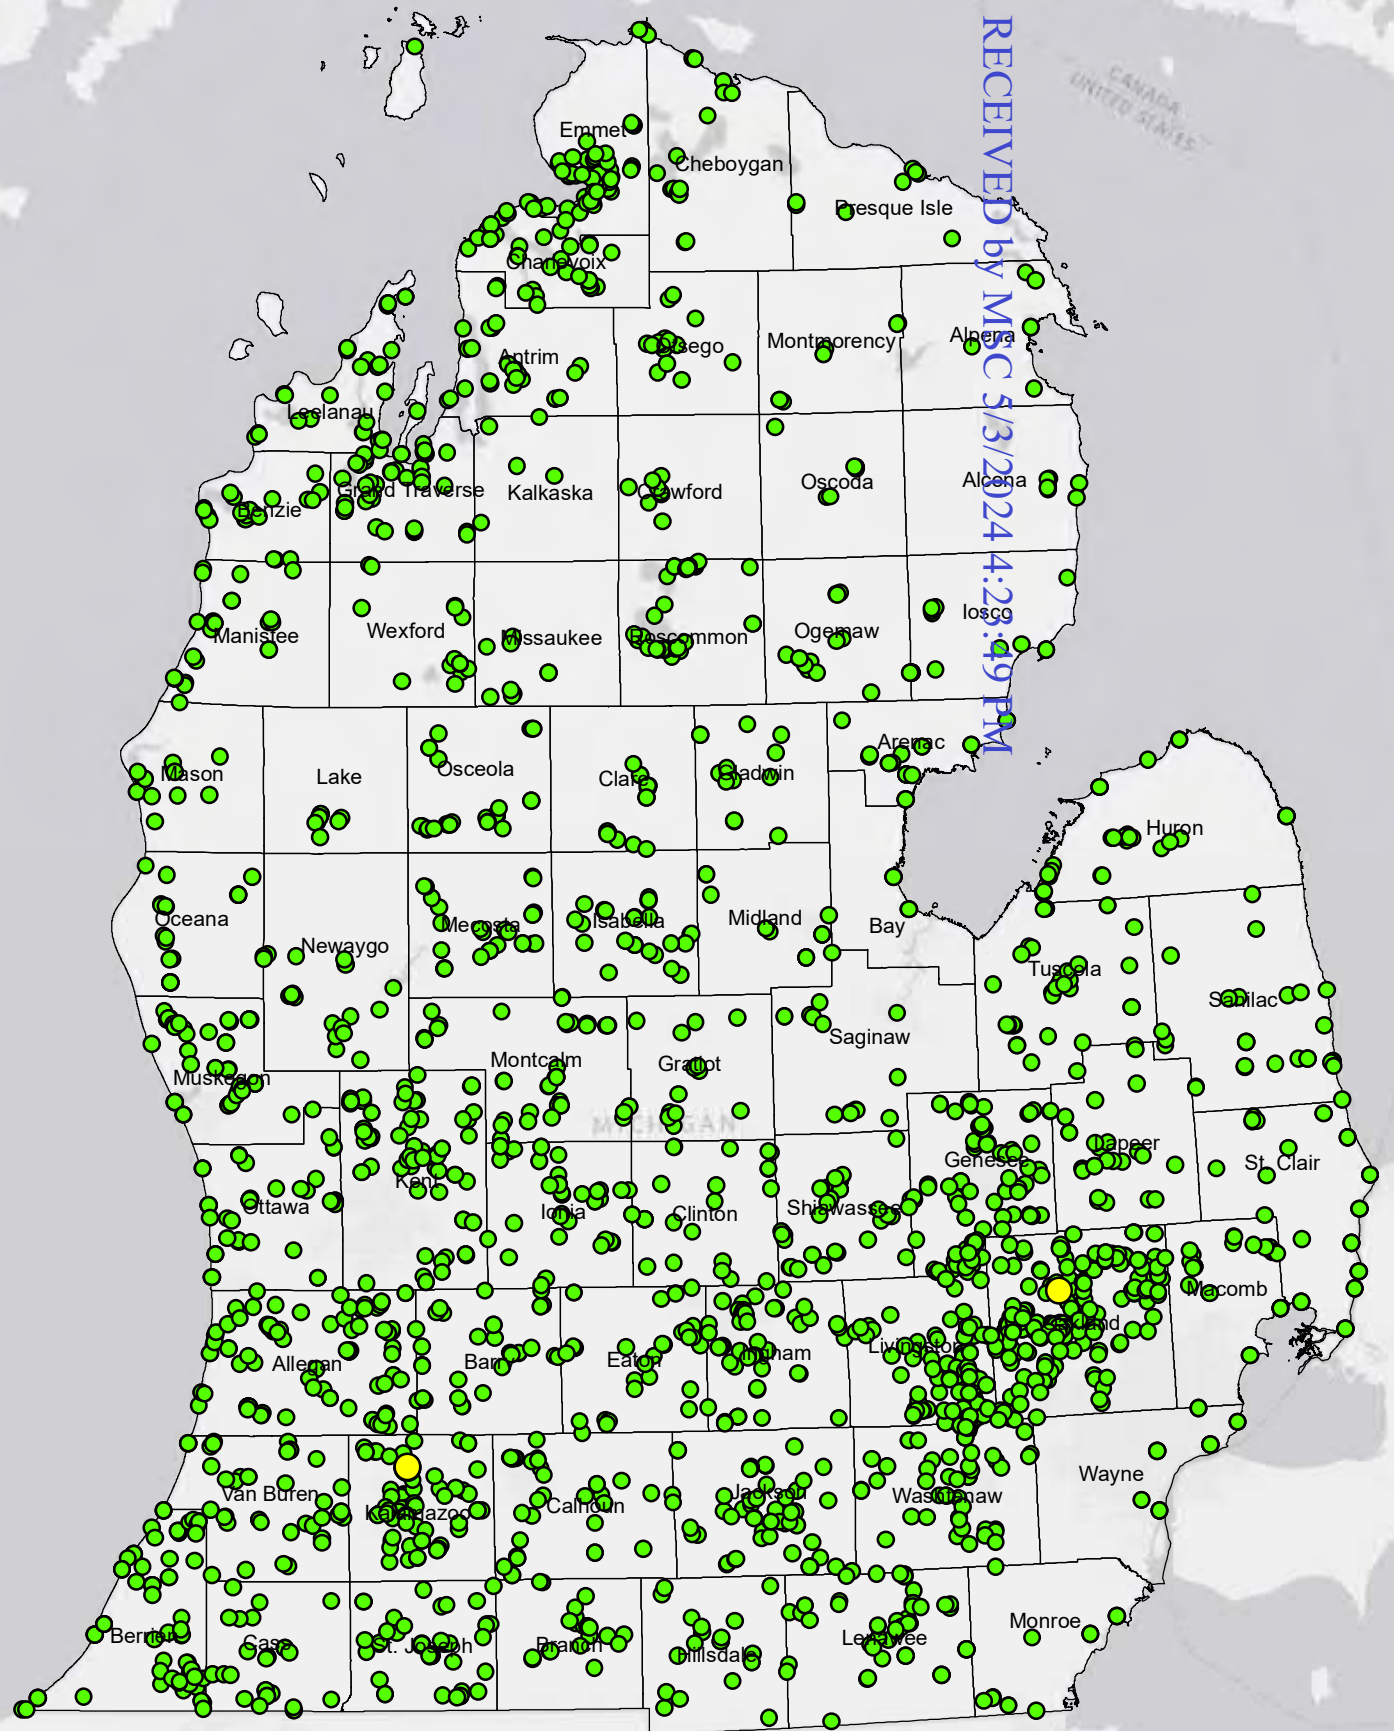 RECEIVED by MSC 5/3/2024 4:23:49 PM
CANADA
UNITED STATES
Emmet
Cheboygan
Presque Isle
Charlevoix
Antrim
Otsego
Montmorency
Alpena
Leelanau
Benzie
Grand Traverse
Kalkaska
Crawford
Oscoda
Alcona
Manistee
Wexford
Missaukee
Roscommon
Ogemaw
Iosco
Mason
Lake
Osceola
Clare
Gladwin
Arenac
Huron
Oceana
Newaygo
Mecosta
Isabella
Midland
Bay
Tuscola
Sanilac
Muskegon
Montcalm
Gratiot
Saginaw
MICHIGAN
Ottawa
Kent
Ionia
Clinton
Shiawassee
Genesee
Lapeer
St. Clair
Allegan
Barry
Eaton
Ingham
Livingston
Oakland
Macomb
Van Buren
Kalamazoo
Calhoun
Jackson
Washtenaw
Wayne
Berrien
Cass
St. Joseph
Branch
Hillsdale
Lenawee
Monroe